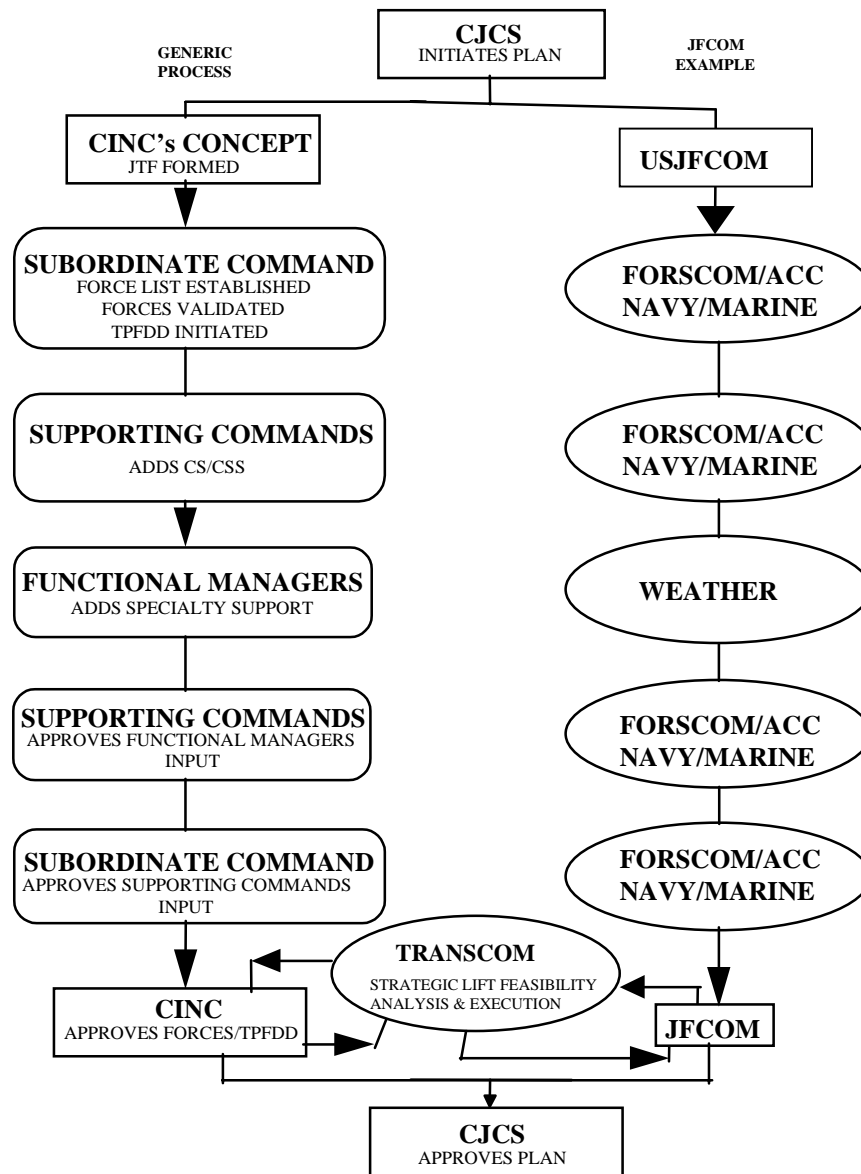 CJCS
INITIATES PLAN
GENERIC
PROCESS
JFCOM
EXAMPLE
CINC's CONCEPT
JTF FORMED
USJFCOM
SUBORDINATE COMMAND
FORCE LIST ESTABLISHED
FORCES VALIDATED
TPFDD INITIATED
FORSCOM/ACC
NAVY/MARINE
SUPPORTING COMMANDS
ADDS CS/CSS
FORSCOM/ACC
NAVY/MARINE
FUNCTIONAL MANAGERS
ADDS SPECIALTY SUPPORT
WEATHER
SUPPORTING COMMANDS
APPROVES FUNCTIONAL MANAGERS
INPUT
FORSCOM/ACC
NAVY/MARINE
SUBORDINATE COMMAND
APPROVES SUPPORTING COMMANDS
INPUT
FORSCOM/ACC
NAVY/MARINE
TRANSCOM
STRATEGIC LIFT FEASIBILITY
ANALYSIS & EXECUTION
CINC
APPROVES FORCES/TPFDD
JFCOM
CJCS
APPROVES PLAN